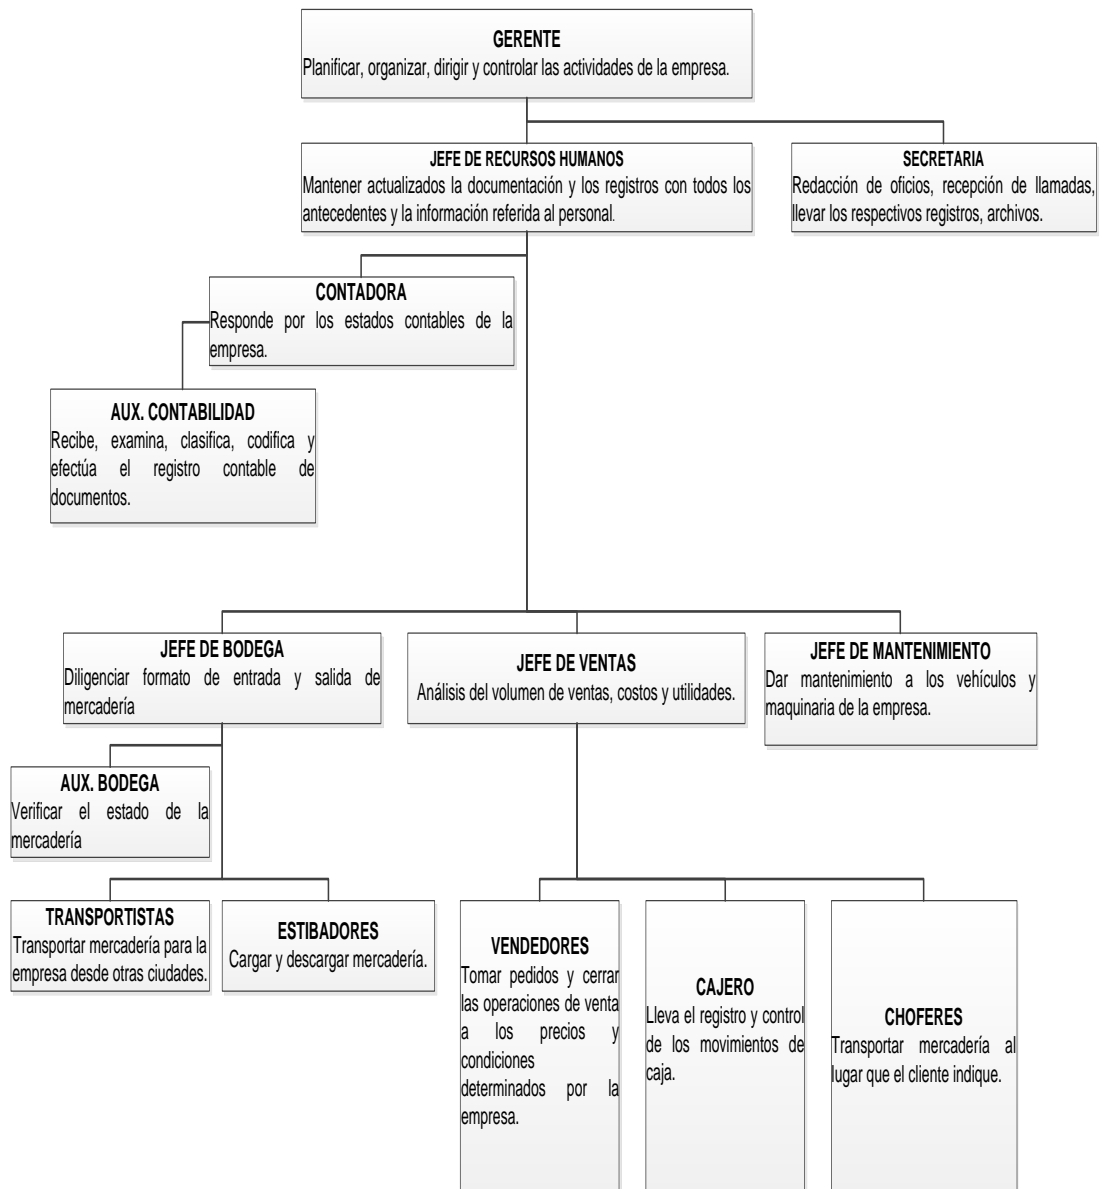 GERENTE
Planificar, organizar, dirigir y controlar las actividades de la empresa.
JEFE DE RECURSOS HUMANOS
Mantener actualizados la documentación y los registros con todos los
antecedentes y la información referida al personal.
SECRETARIA
Redacción de oficios, recepción de llamadas,
llevar los respectivos registros, archivos.
CONTADORA
Responde por los estados contables de la
empresa.
AUX. CONTABILIDAD
Recibe, examina, clasifica, codifica y
efectúa el registro contable de
documentos.
JEFE DE BODEGA
Diligenciar formato de entrada y salida de
mercadería
JEFE DE VENTAS
Análisis del volumen de ventas, costos y utilidades.
JEFE DE MANTENIMIENTO
Dar mantenimiento a los vehículos y
maquinaria de la empresa.
AUX. BODEGA
Verificar el estado de la
mercadería
TRANSPORTISTAS
Transportar mercadería para la
empresa desde otras ciudades.
ESTIBADORES
Cargar y descargar mercadería.
VENDEDORES
Tomar pedidos y cerrar
las operaciones de venta
a los precios y
condiciones
determinados por la
empresa.
CAJERO
Lleva el registro y control
de los movimientos de
caja.
CHOFERES
Transportar mercadería al
lugar que el cliente indique.